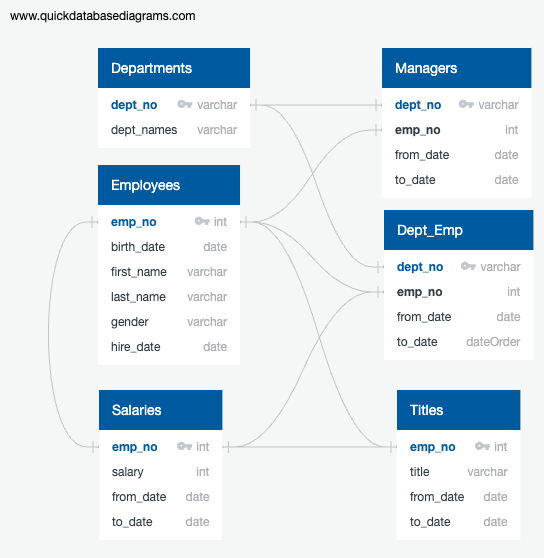 www.quickdatabasediagrams.com
Departments
dept_no varchar
dept_names varchar
Managers
dept_no varchar
emp_no int
from_date date
to_date date
Employees
emp_no int
birth_date date
first_name varchar
last_name varchar
gender varchar
hire_date date
Dept_Emp
dept_no varchar
emp_no int
from_date date
to_date dateOrder
Salaries
emp_no int
salary int
from_date date
to_date date
Titles
emp_no int
title varchar
from_date date
to_date date